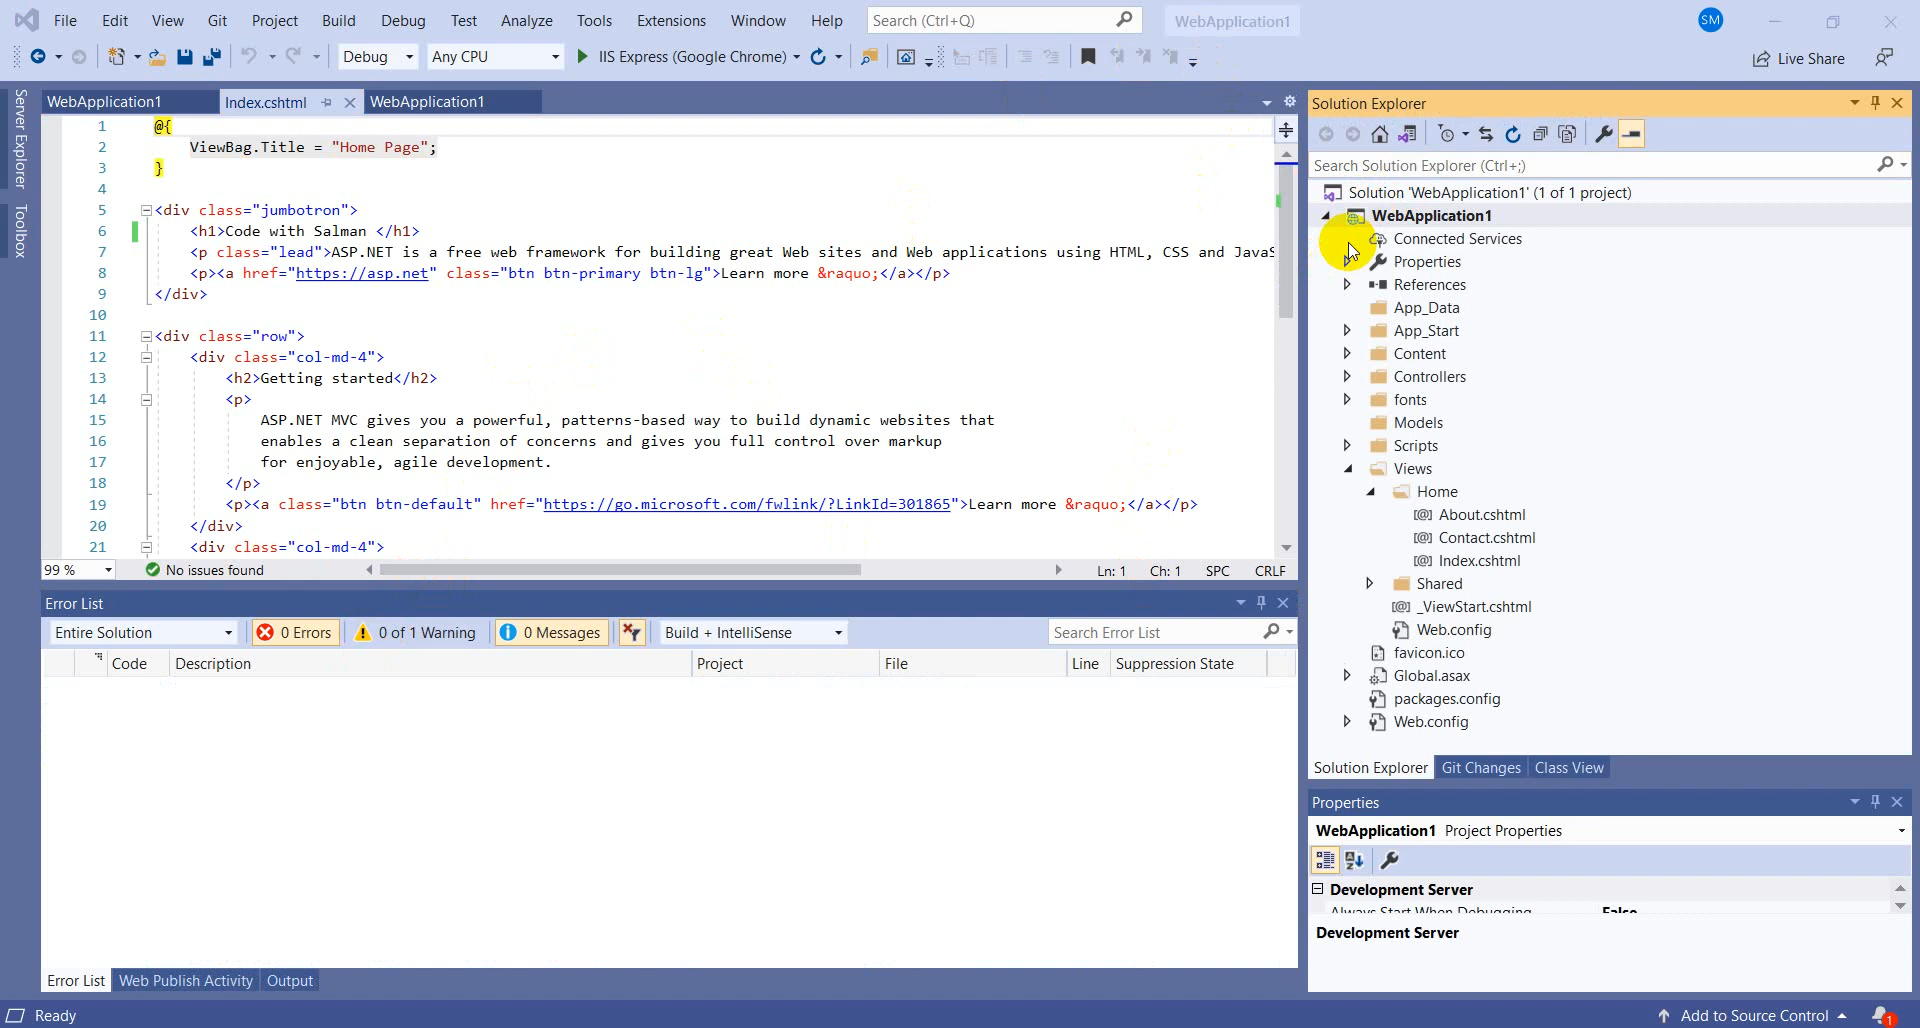 File Edit View Git Project Build Debug Test Analyze Tools Extensions Window Help Search (Ctrl+Q) WebApplication1 SM
Debug Any CPU IIS Express (Google Chrome) Live Share
Server Explorer
Toolbox
WebApplication1 Index.cshtml WebApplication1
1 @{
2 ViewBag.Title = "Home Page";
3 }
4
5 <div class="jumbotron">
6 <h1>Code with Salman </h1>
7 <p class="lead">ASP.NET is a free web framework for building great Web sites and Web applications using HTML, CSS and JavaS
8 <p><a href="https://asp.net" class="btn btn-primary btn-lg">Learn more &raquo;</a></p>
9 </div>
10
11 <div class="row">
12 <div class="col-md-4">
13 <h2>Getting started</h2>
14 <p>
15 ASP.NET MVC gives you a powerful, patterns-based way to build dynamic websites that
16 enables a clean separation of concerns and gives you full control over markup
17 for enjoyable, agile development.
18 </p>
19 <p><a class="btn btn-default" href="https://go.microsoft.com/fwlink/?LinkId=301865">Learn more &raquo;</a></p>
20 </div>
21 <div class="col-md-4">
99 % No issues found Ln: 1 Ch: 1 SPC CRLF
Error List
Entire Solution 0 Errors 0 of 1 Warning 0 Messages Build + IntelliSense Search Error List
Code Description Project File Line Suppression State
Error List Web Publish Activity Output
Solution Explorer
Search Solution Explorer (Ctrl+;)
Solution 'WebApplication1' (1 of 1 project)
WebApplication1
Connected Services
Properties
References
App_Data
App_Start
Content
Controllers
fonts
Models
Scripts
Views
Home
About.cshtml
Contact.cshtml
Index.cshtml
Shared
_ViewStart.cshtml
Web.config
favicon.ico
Global.asax
packages.config
Web.config
Solution Explorer Git Changes Class View
Properties
WebApplication1 Project Properties
Development Server
Always Start When Debugging False
Development Server
Ready Add to Source Control 1